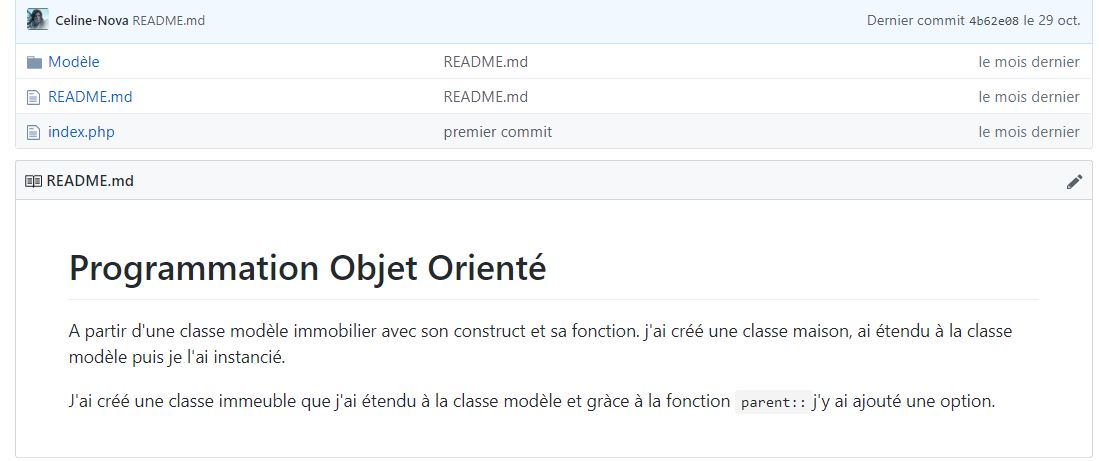 Celine-Nova README.md Dernier commit 4b62e08 le 29 oct.
Modèle README.md le mois dernier
README.md README.md le mois dernier
index.php premier commit le mois dernier
README.md
Programmation Objet Orienté
A partir d'une classe modèle immobilier avec son construct et sa fonction. j'ai créé une classe maison, ai étendu à la classe
modèle puis je l'ai instancié.
J'ai créé une classe immeuble que j'ai étendu à la classe modèle et gràce à la fonction parent:: j'y ai ajouté une option.